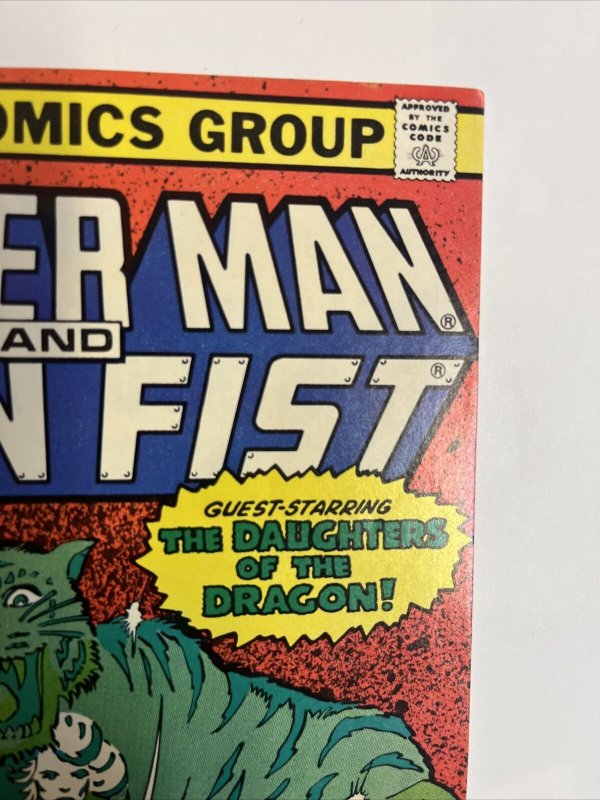 OMICS GROUP
APPROVED
BY THE
COMICS
CODE
AUTHORITY
ER MAN®
AND
N FIST®
GUEST-STARRING
THE DAUGHTERS
OF THE
DRAGON!